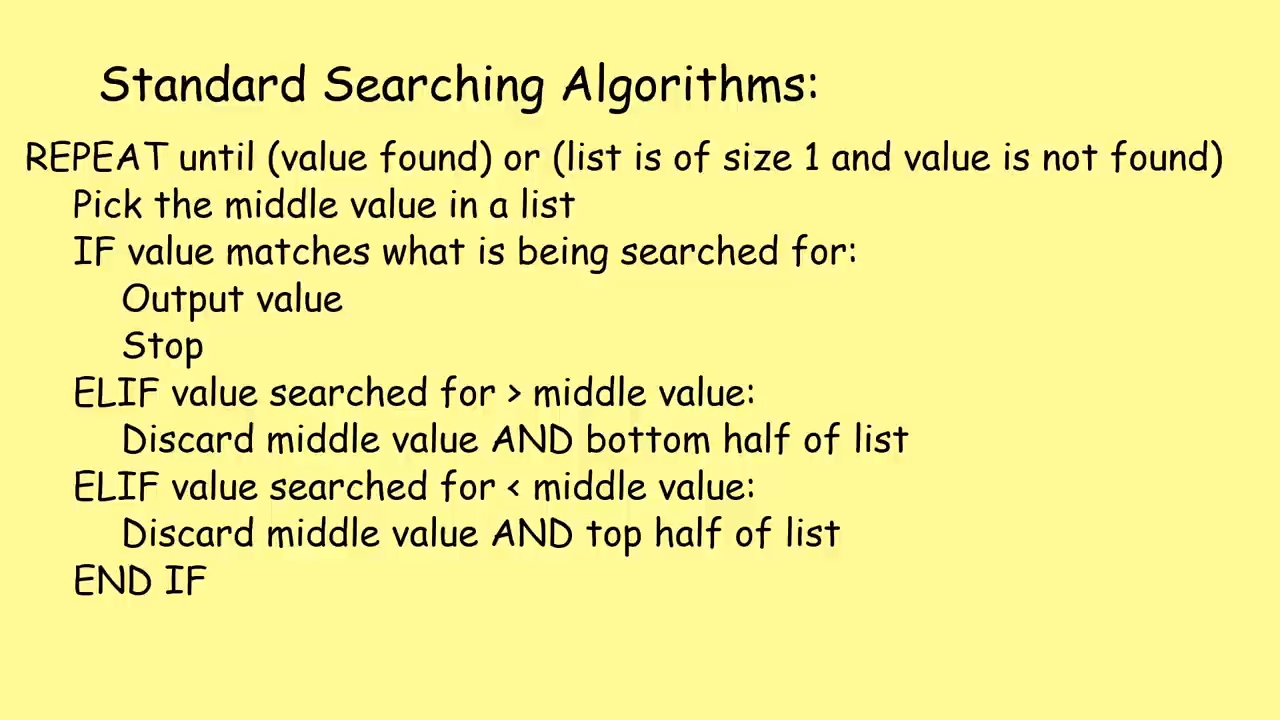 Standard Searching Algorithms:
REPEAT until (value found) or (list is of size 1 and value is not found)
Pick the middle value in a list
IF value matches what is being searched for:
Output value
Stop
ELIF value searched for > middle value:
Discard middle value AND bottom half of list
ELIF value searched for < middle value:
Discard middle value AND top half of list
END IF